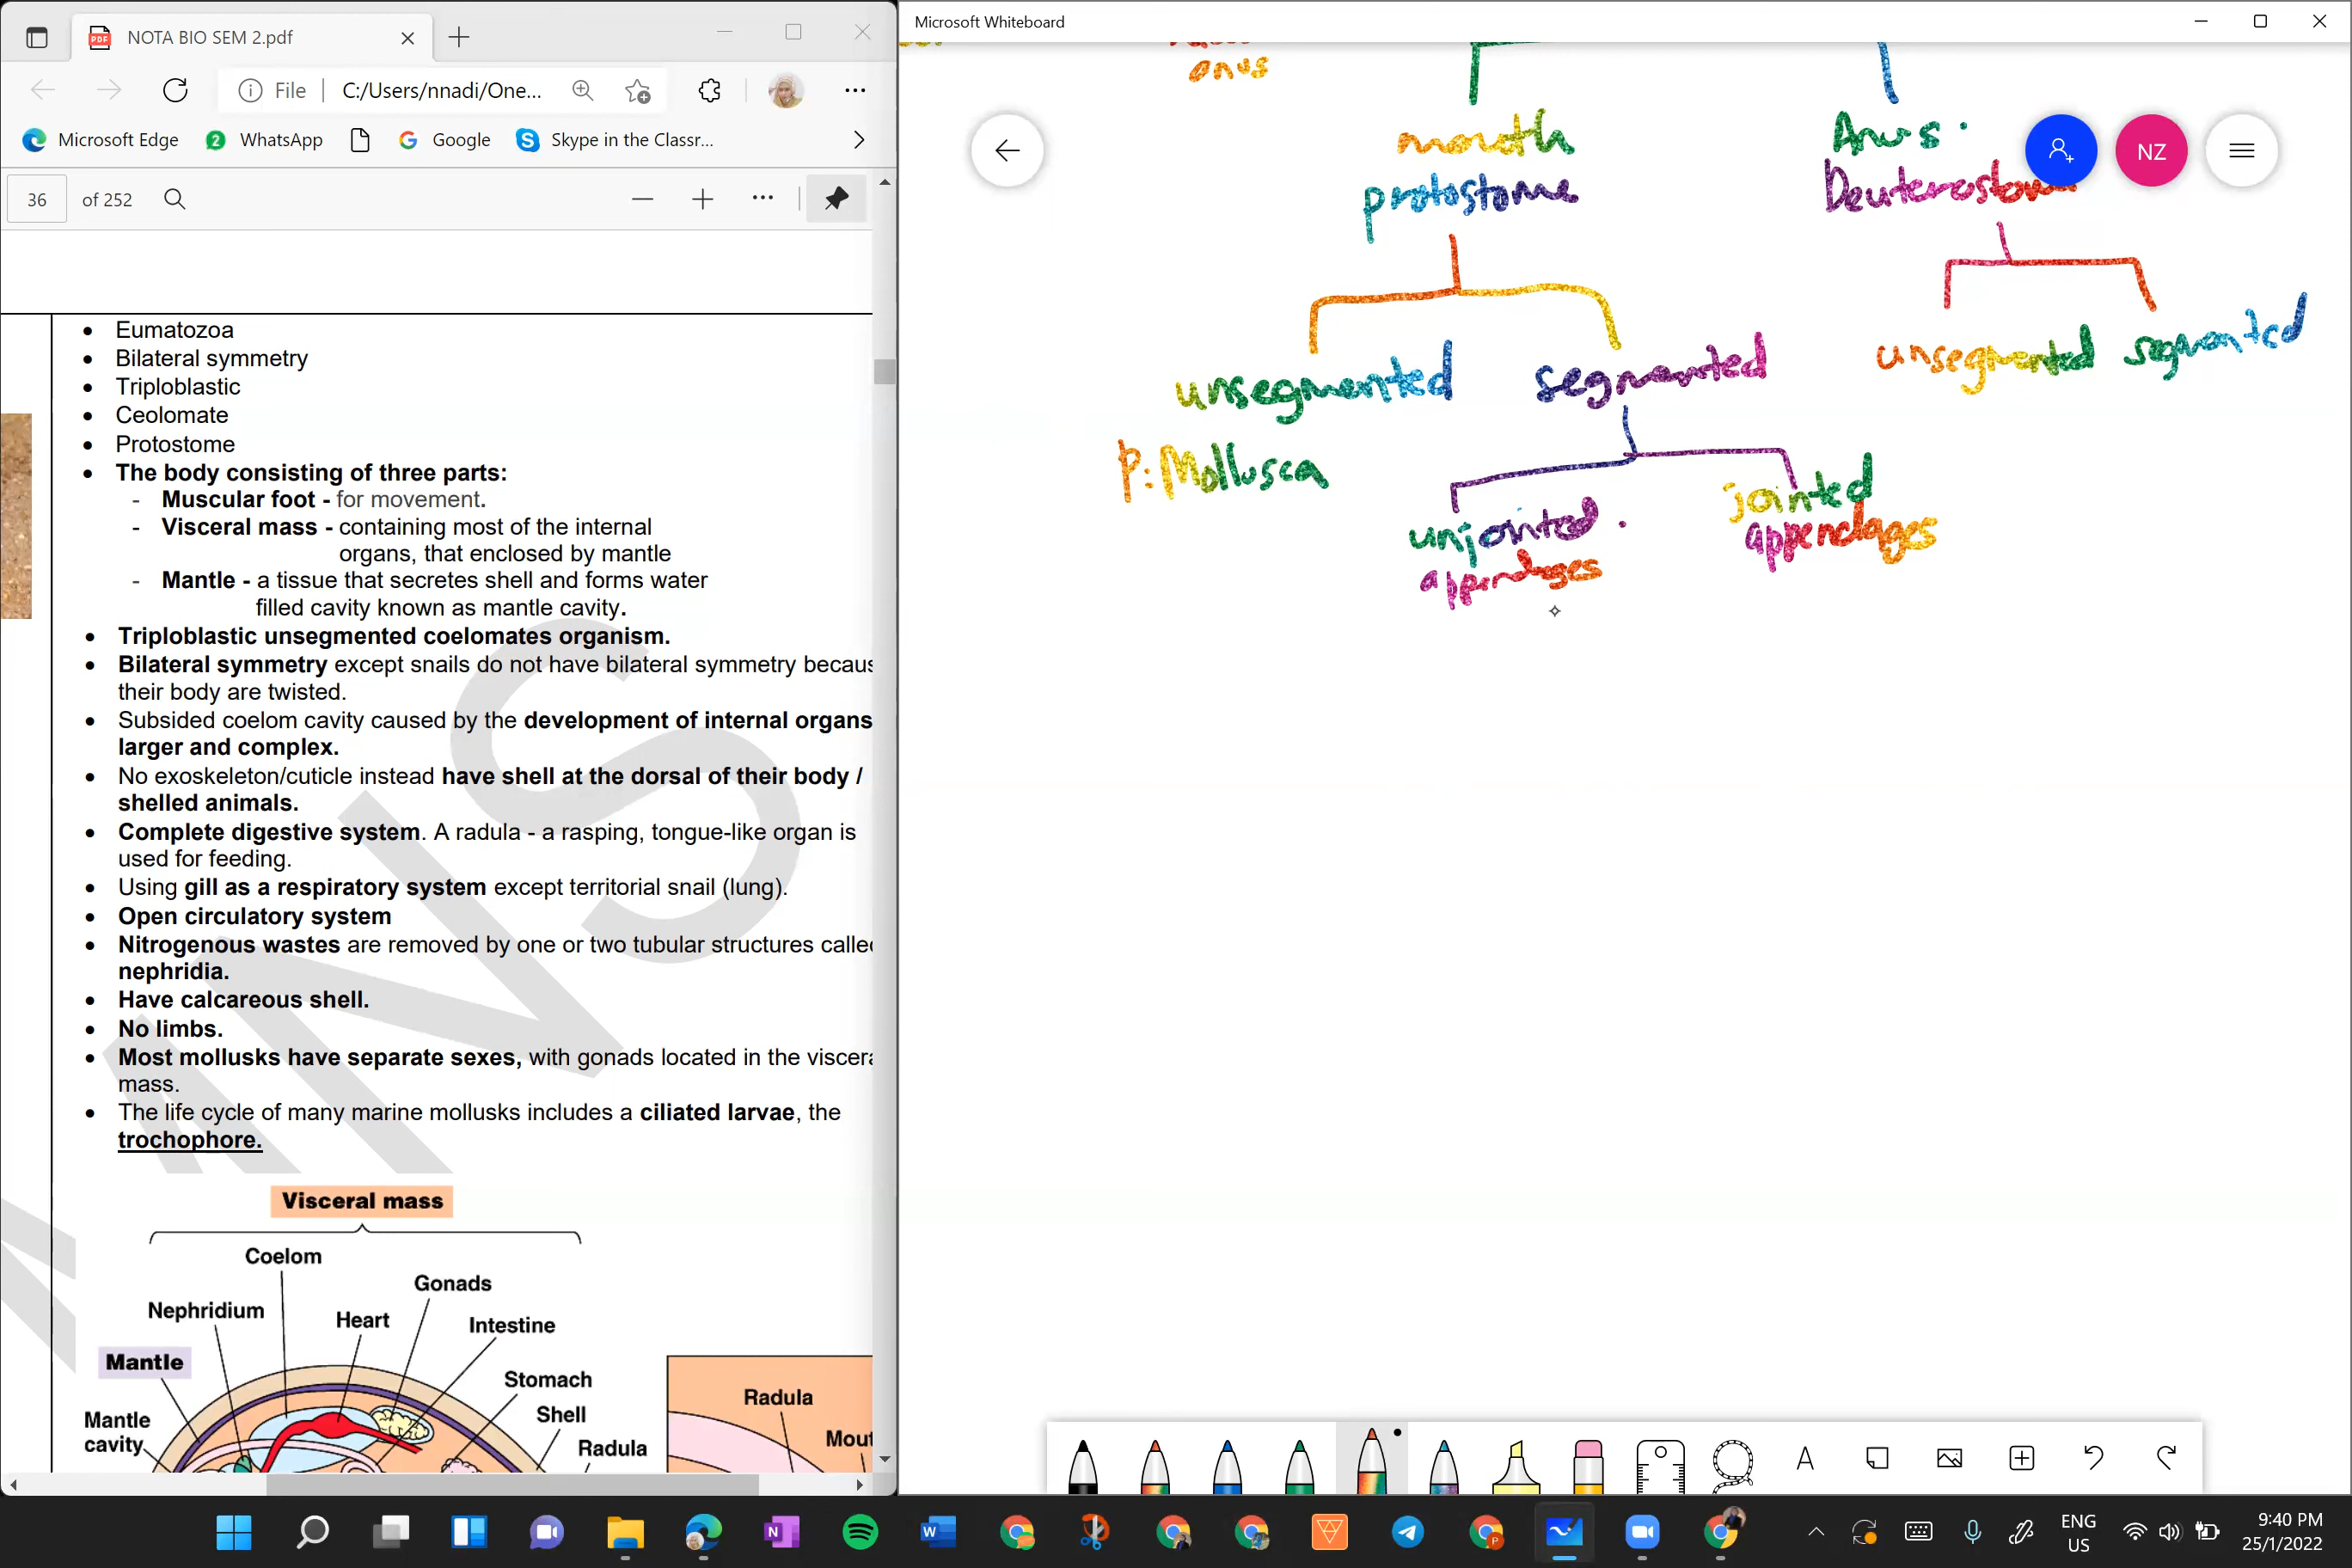 NOTA BIO SEM 2.pdf
File
C:/Users/nnadi/One...
Microsoft Edge
WhatsApp
Google
Skype in the Classr...
36
of 252
Eumatozoa
Bilateral symmetry
Triploblastic
Ceolomate
Protostome
The body consisting of three parts:
- Muscular foot - for movement.
- Visceral mass - containing most of the internal
organs, that enclosed by mantle
- Mantle - a tissue that secretes shell and forms water
filled cavity known as mantle cavity.
Triploblastic unsegmented coelomates organism.
Bilateral symmetry except snails do not have bilateral symmetry becaus
their body are twisted.
Subsided coelom cavity caused by the development of internal organs
larger and complex.
No exoskeleton/cuticle instead have shell at the dorsal of their body /
shelled animals.
Complete digestive system. A radula - a rasping, tongue-like organ is
used for feeding.
Using gill as a respiratory system except territorial snail (lung).
Open circulatory system
Nitrogenous wastes are removed by one or two tubular structures called
nephridia.
Have calcareous shell.
No limbs.
Most mollusks have separate sexes, with gonads located in the viscera
mass.
The life cycle of many marine mollusks includes a ciliated larvae, the
trochophore.
Visceral mass
Coelom
Gonads
Nephridium
Heart
Intestine
Mantle
Stomach
Shell
Mantle
cavity
Radula
Radula
Mout
Microsoft Whiteboard
anus
mouth
protostome
Anus
Deuterostome
NZ
unsegmented
segmented
unsegmented
segmented
P: Mollusca
unjointed
appendages
jointed
appendages
ENG
US
9:40 PM
25/1/2022